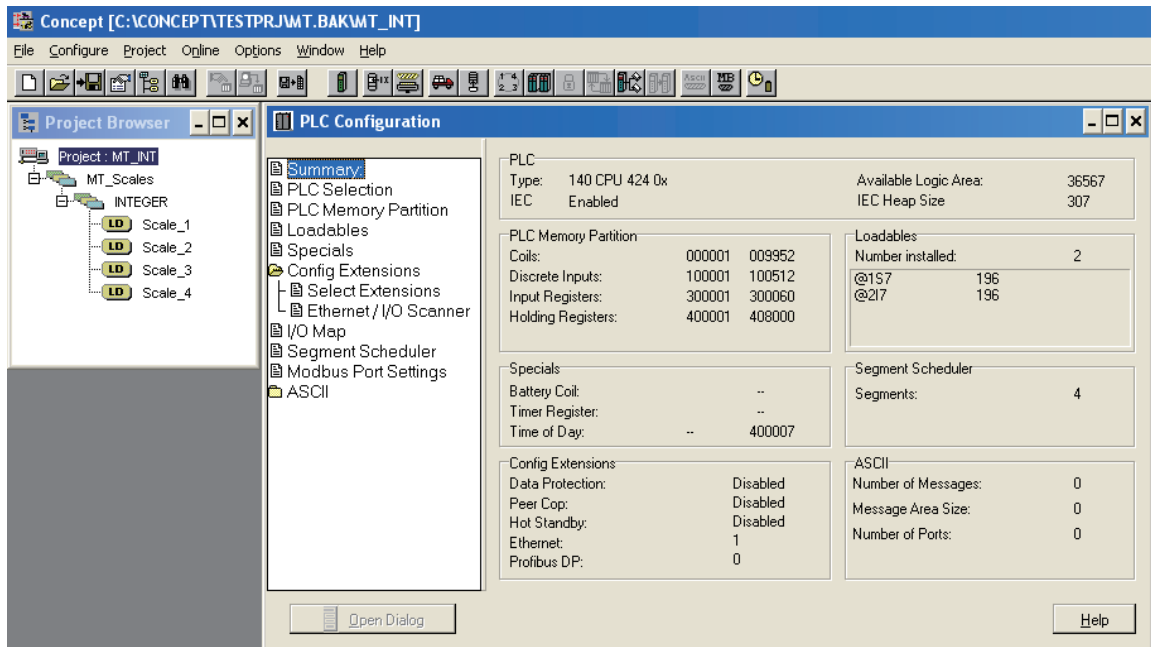 Concept [C:\CONCEPT\TESTPRJ\MT.BAK\MT_INT]
File Configure Project Online Options Window Help
Project Browser
Project : MT_INT
MT_Scales
INTEGER
LD Scale_1
LD Scale_2
LD Scale_3
LD Scale_4
PLC Configuration
Summary:
PLC Selection
PLC Memory Partition
Loadables
Specials
Config Extensions
Select Extensions
Ethernet / I/O Scanner
I/O Map
Segment Scheduler
Modbus Port Settings
ASCII
PLC
Type: 140 CPU 424 0x
IEC Enabled
Available Logic Area: 36567
IEC Heap Size 307
PLC Memory Partition
Coils: 000001 009952
Discrete Inputs: 100001 100512
Input Registers: 300001 300060
Holding Registers: 400001 408000
Loadables
Number installed: 2
@1S7 196
@2I7 196
Specials
Battery Coil: --
Timer Register: --
Time of Day: -- 400007
Segment Scheduler
Segments: 4
Config Extensions
Data Protection: Disabled
Peer Cop: Disabled
Hot Standby: Disabled
Ethernet: 1
Profibus DP: 0
ASCII
Number of Messages: 0
Message Area Size: 0
Number of Ports: 0
Open Dialog
Help